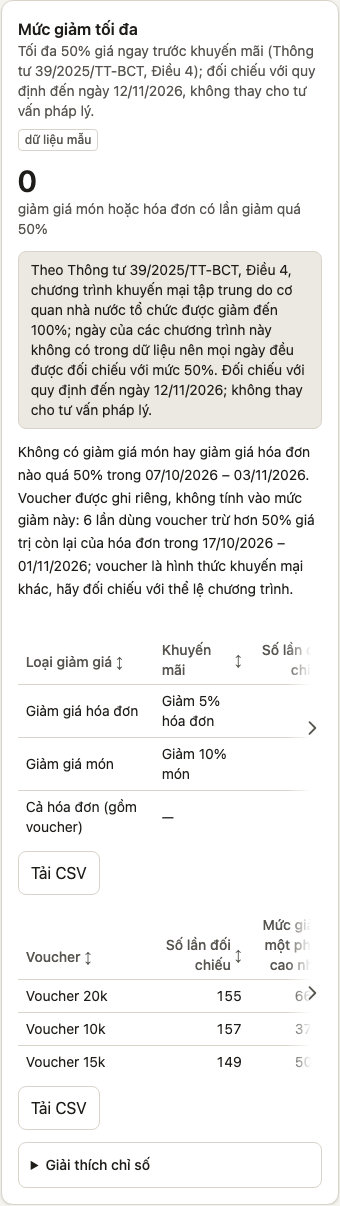 Mức giảm tối đa
Tối đa 50% giá ngay trước khuyến mãi (Thông
tư 39/2025/TT-BCT, Điều 4); đối chiếu với quy
định đến ngày 12/11/2026, không thay cho tư
vấn pháp lý.
dữ liệu mẫu
0
giảm giá món hoặc hóa đơn có lần giảm quá
50%
Theo Thông tư 39/2025/TT-BCT, Điều 4,
chương trình khuyến mại tập trung do cơ
quan nhà nước tổ chức được giảm đến
100%; ngày của các chương trình này
không có trong dữ liệu nên mọi ngày đều
được đối chiếu với mức 50%. Đối chiếu với
quy định đến ngày 12/11/2026; không thay
cho tư vấn pháp lý.
Không có giảm giá món hay giảm giá hóa đơn
nào quá 50% trong 07/10/2026 – 03/11/2026.
Voucher được ghi riêng, không tính vào mức
giảm này: 6 lần dùng voucher trừ hơn 50% giá
trị còn lại của hóa đơn trong 17/10/2026 –
01/11/2026; voucher là hình thức khuyến mại
khác, hãy đối chiếu với thể lệ chương trình.
Loại giảm giá ↕ Khuyến mãi ↕ Số lần
Giảm giá hóa đơn Giảm 5% hóa đơn
Giảm giá món Giảm 10% món
Cả hóa đơn (gồm voucher) —
Tải CSV
Voucher ↕ Số lần đối chiếu ↕ Mức một cao
Voucher 20k 155
Voucher 10k 157 37
Voucher 15k 149 50
Tải CSV
▶ Giải thích chỉ số